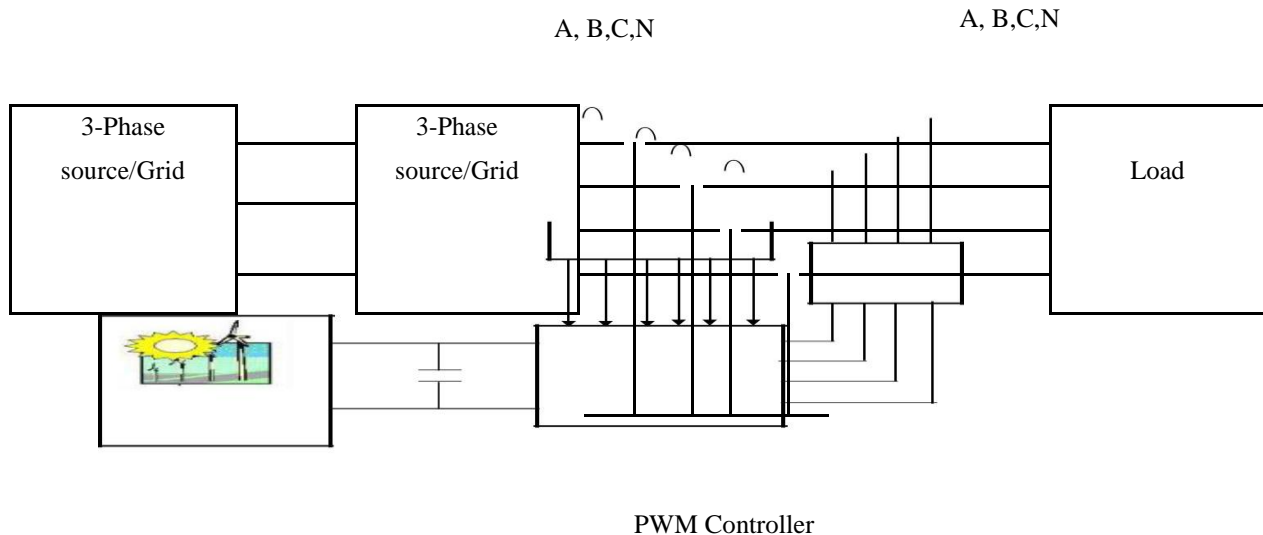 A, B,C,N
A, B,C,N
3-Phase
source/Grid
3-Phase
source/Grid
Load
PWM Controller